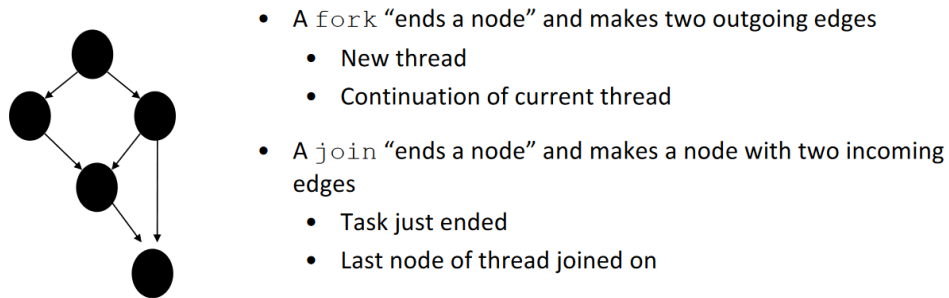 • A fork “ends a node” and makes two outgoing edges
• New thread
• Continuation of current thread
• A join “ends a node” and makes a node with two incoming
edges
• Task just ended
• Last node of thread joined on